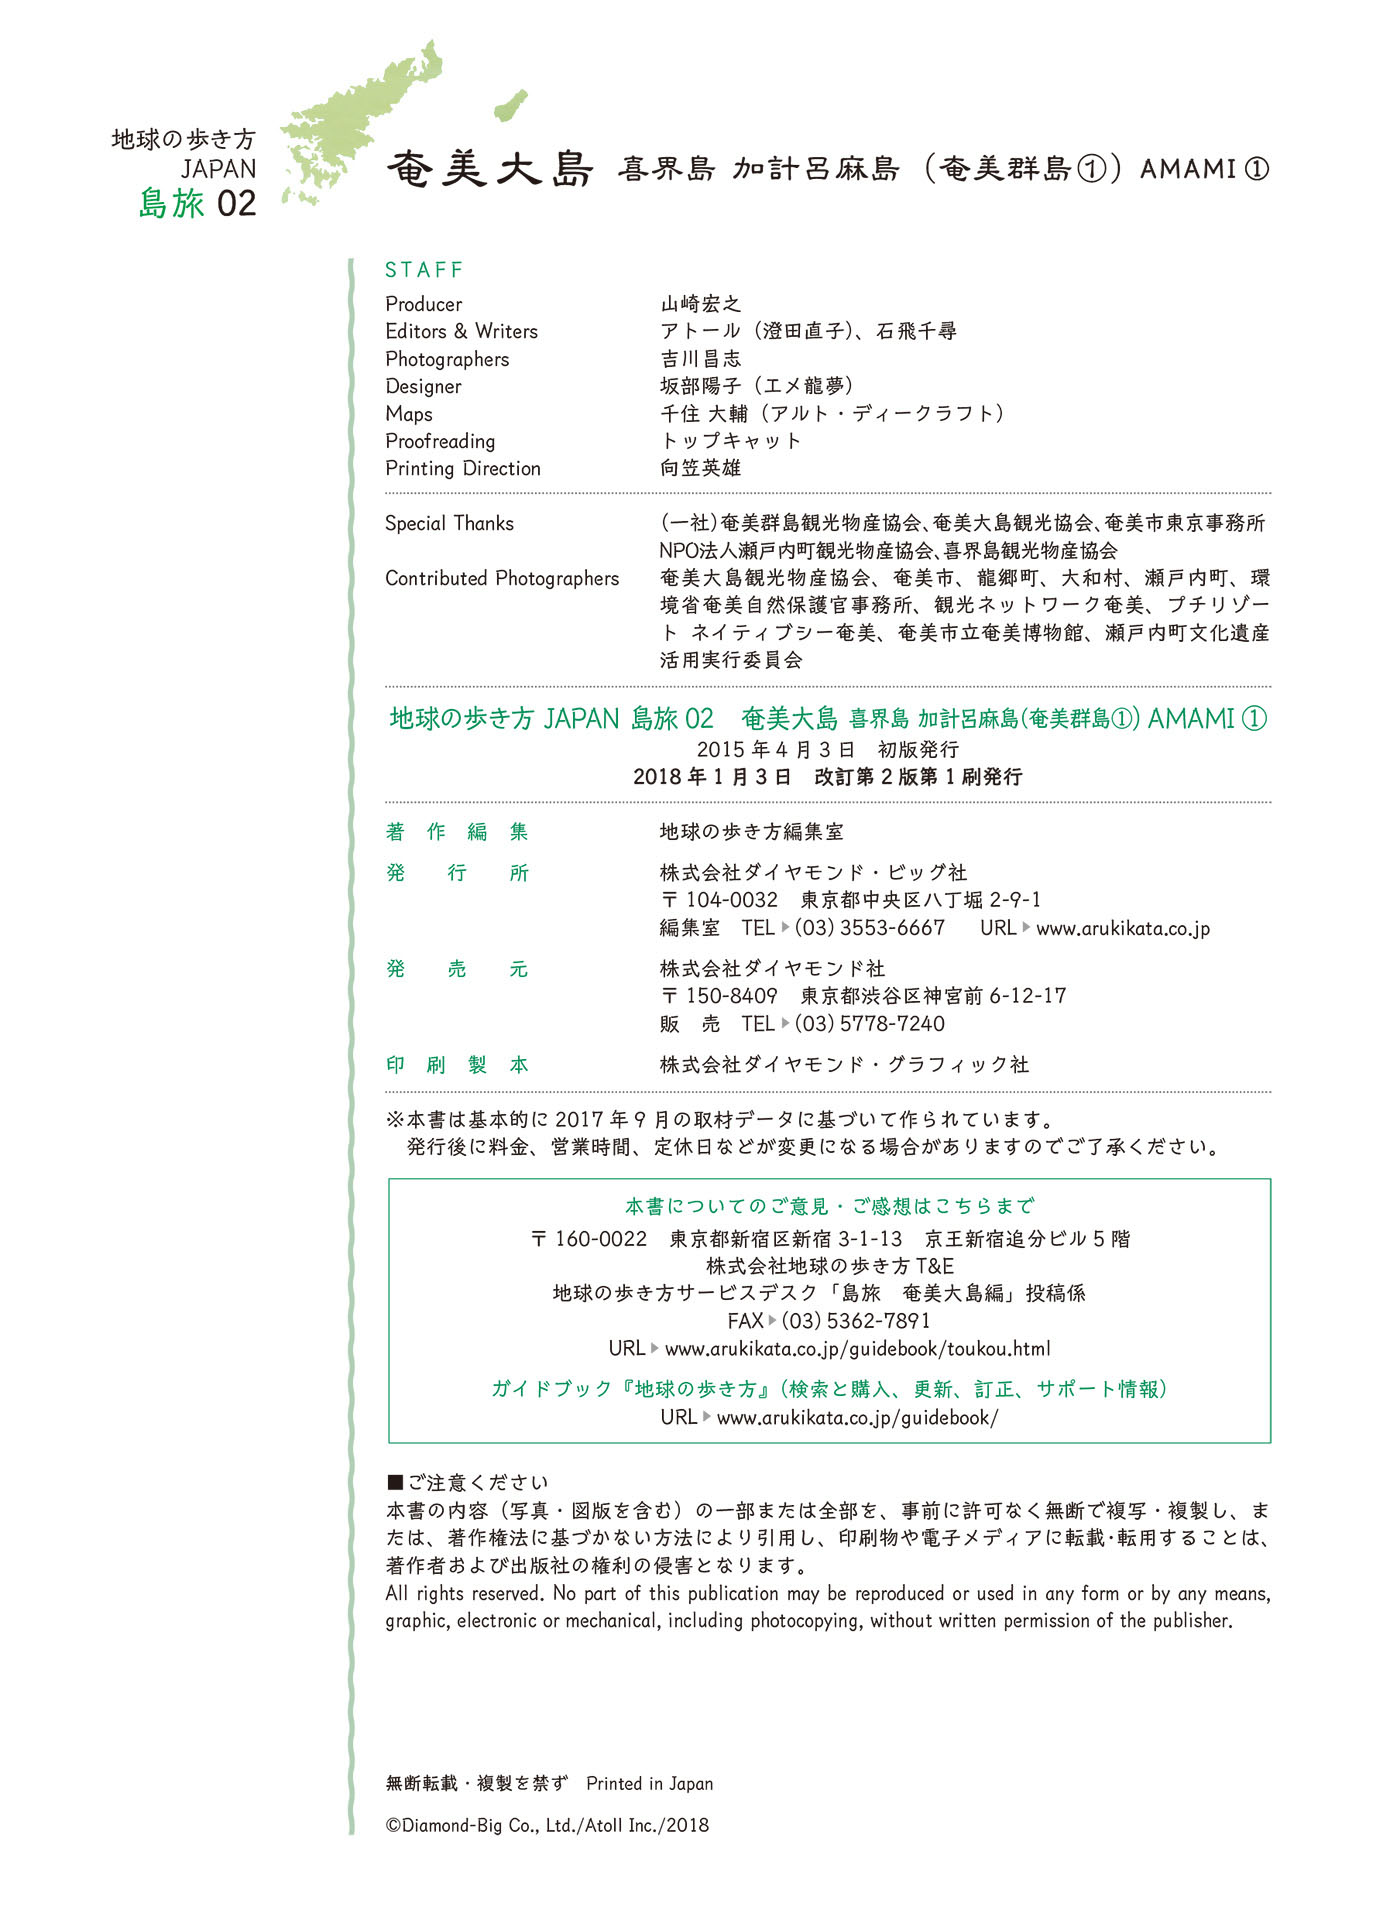 地球の歩き方
JAPAN
島旅 02
奄美大島 喜界島 加計呂麻島（奄美群島①）AMAMI ①
STAFF
Producer 山崎宏之
Editors & Writers アトール（澄田直子）、石飛千尋
Photographers 吉川昌志
Designer 坂部陽子（エメ龍夢）
Maps 千住 大輔（アルト・ディークラフト）
Proofreading トップキャット
Printing Direction 向笠英雄
Special Thanks （一社）奄美群島観光物産協会、奄美大島観光協会、奄美市東京事務所
NPO法人瀬戸内町観光物産協会、喜界島観光物産協会
Contributed Photographers 奄美大島観光物産協会、奄美市、龍郷町、大和村、瀬戸内町、環
境省奄美自然保護官事務所、観光ネットワーク奄美、プチリゾー
ト ネイティブシー奄美、奄美市立奄美博物館、瀬戸内町文化遺産
活用実行委員会
地球の歩き方 JAPAN 島旅 02　奄美大島 喜界島 加計呂麻島（奄美群島①）AMAMI ①
2015 年 4 月 3 日　初版発行
2018 年 1 月 3 日　改訂第 2 版第 1 刷発行
著作編集 地球の歩き方編集室
発行所 株式会社ダイヤモンド・ビッグ社
〒 104-0032　東京都中央区八丁堀 2-9-1
編集室　TEL▶(03) 3553-6667　URL▶www.arukikata.co.jp
発売元 株式会社ダイヤモンド社
〒 150-8409　東京都渋谷区神宮前 6-12-17
販　売　TEL▶(03) 5778-7240
印刷製本 株式会社ダイヤモンド・グラフィック社
※本書は基本的に 2017 年 9 月の取材データに基づいて作られています。
発行後に料金、営業時間、定休日などが変更になる場合がありますのでご了承ください。
本書についてのご意見・ご感想はこちらまで
〒 160-0022　東京都新宿区新宿 3-1-13　京王新宿追分ビル 5 階
株式会社地球の歩き方 T&E
地球の歩き方サービスデスク「島旅　奄美大島編」投稿係
FAX▶(03) 5362-7891
URL▶www.arukikata.co.jp/guidebook/toukou.html
ガイドブック『地球の歩き方』（検索と購入、更新、訂正、サポート情報）
URL▶www.arukikata.co.jp/guidebook/
■ご注意ください
本書の内容（写真・図版を含む）の一部または全部を、事前に許可なく無断で複写・複製し、ま
たは、著作権法に基づかない方法により引用し、印刷物や電子メディアに転載・転用することは、
著作者および出版社の権利の侵害となります。
All rights reserved. No part of this publication may be reproduced or used in any form or by any means,
graphic, electronic or mechanical, including photocopying, without written permission of the publisher.
無断転載・複製を禁ず　Printed in Japan
©Diamond-Big Co., Ltd./Atoll Inc./2018